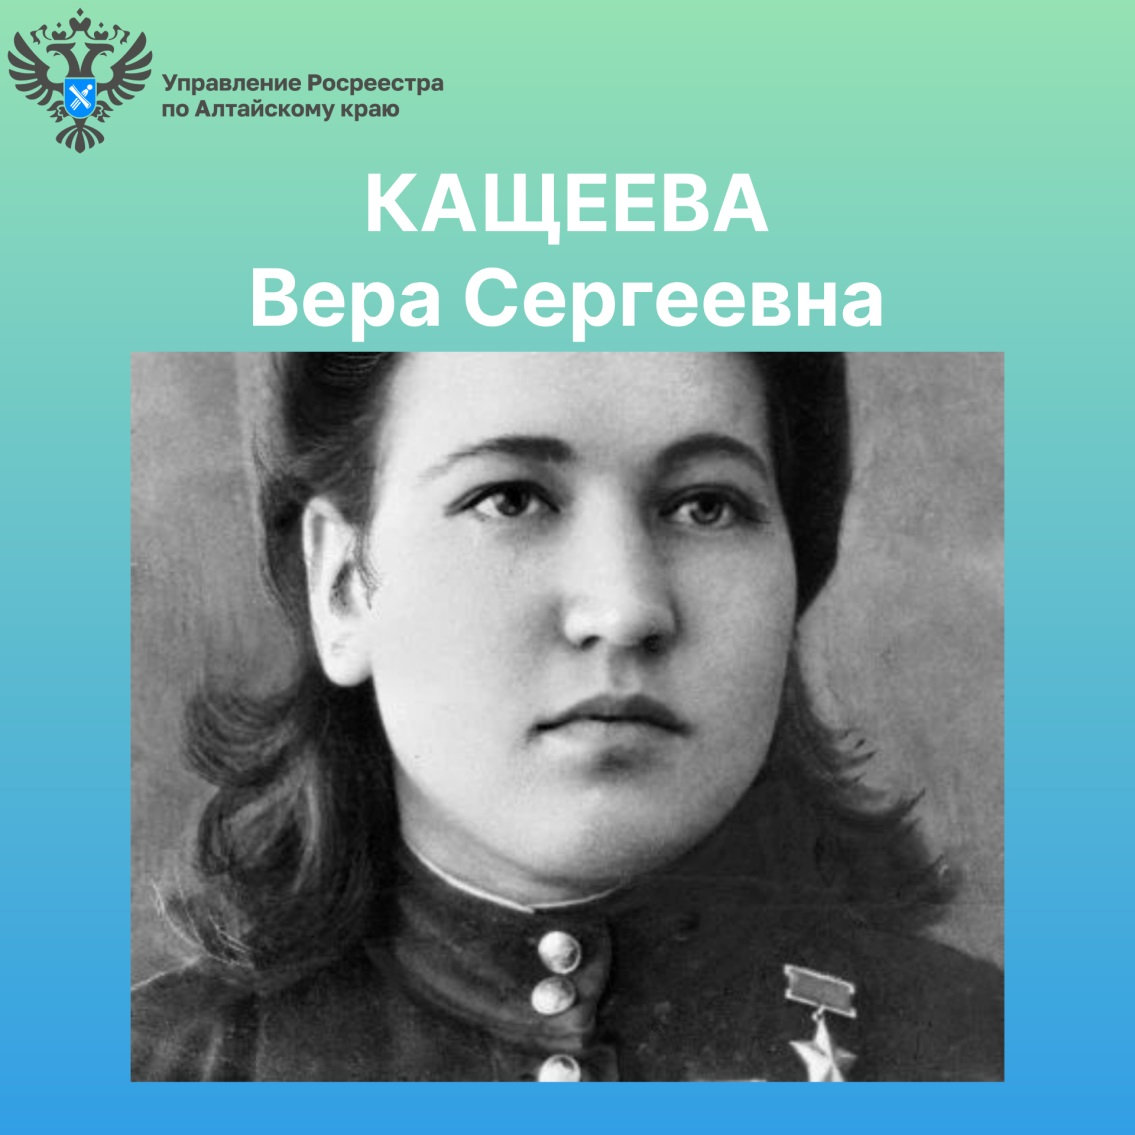 Управление Росреестра
по Алтайскому краю
КАЩЕЕВА
Вера Сергеевна